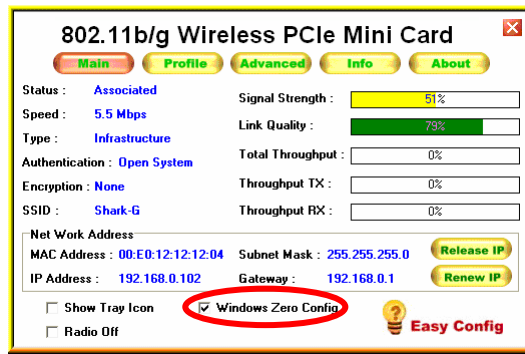 802.11b/g Wireless PCIe Mini Card
Main Profile Advanced Info About
Status : Associated
Signal Strength : 51%
Speed : 5.5 Mbps
Link Quality : 79%
Type : Infrastructure
Total Throughput : 0%
Authentication : Open System
Encryption : None
Throughput TX : 0%
SSID : Shark-G
Throughput RX : 0%
Net Work Address
MAC Address : 00:E0:12:12:12:04 Subnet Mask : 255.255.255.0 Release IP
IP Address : 192.168.0.102 Gateway : 192.168.0.1 Renew IP
Show Tray Icon Windows Zero Config
Radio Off
Easy Config